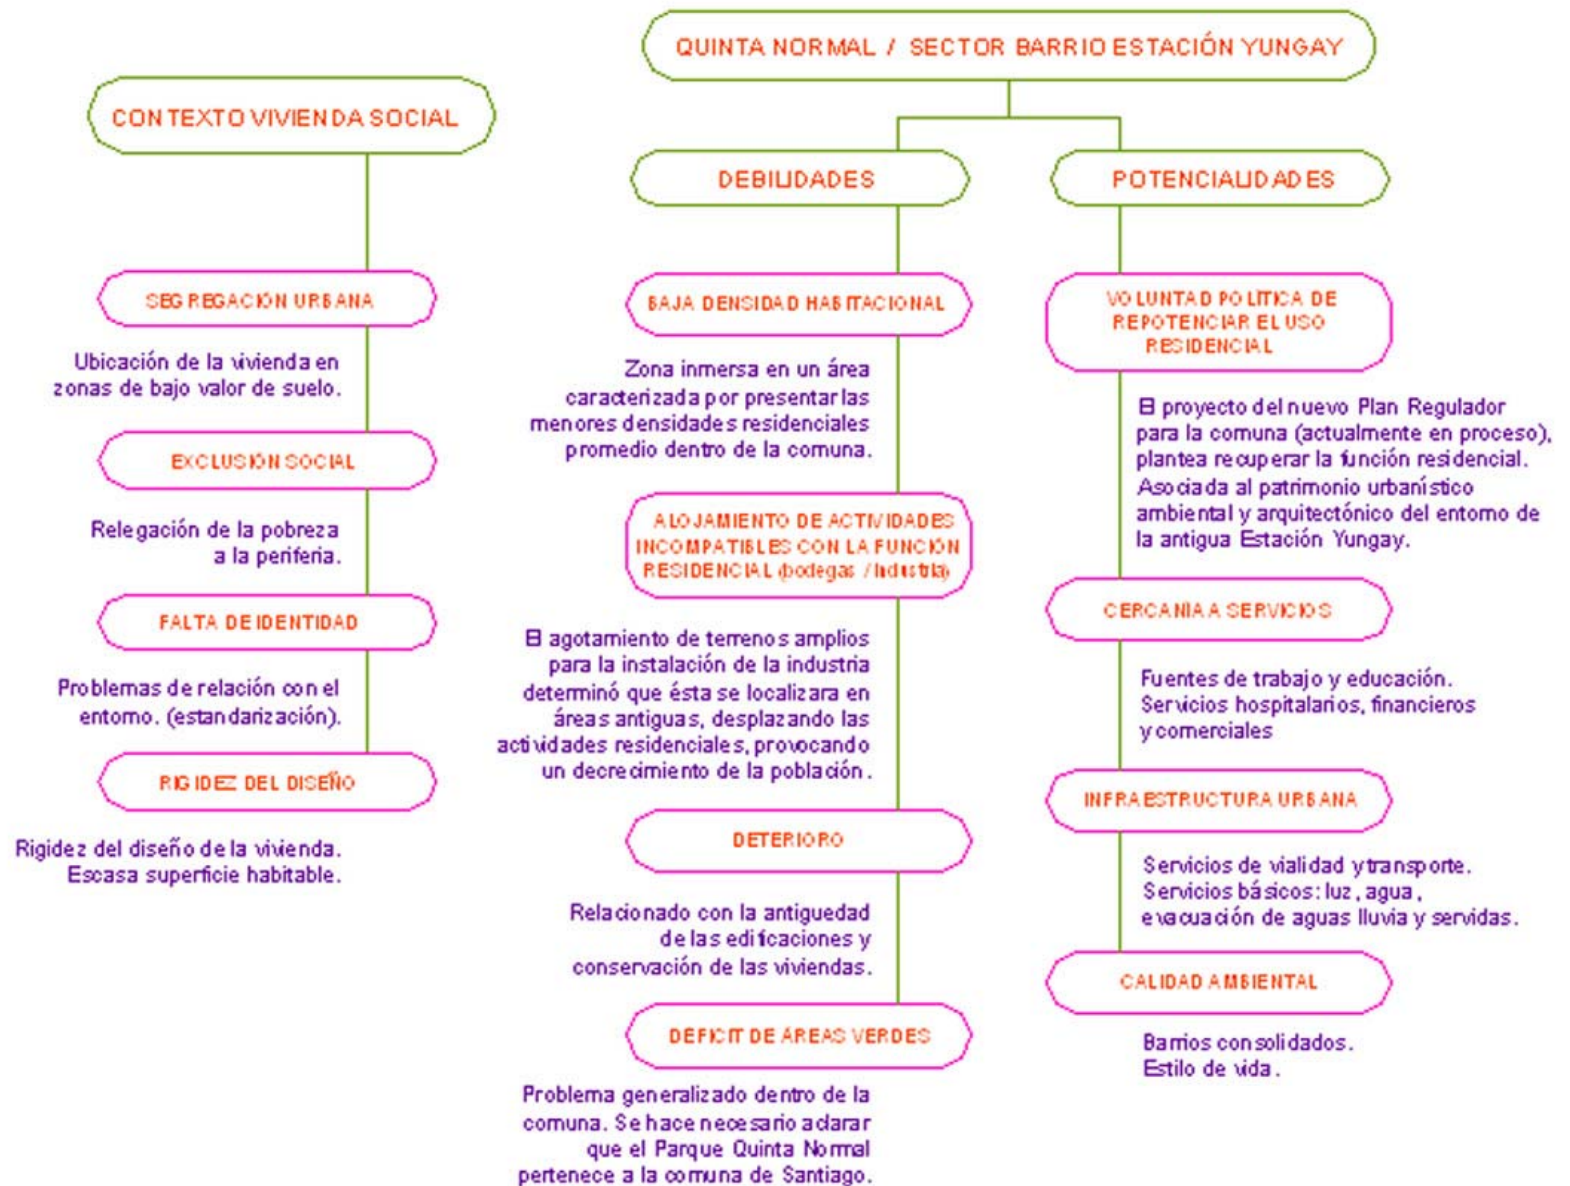 CONTEXTO VIVIENDA SOCIAL
SEGREGACIÓN URBANA
Ubicación de la vivienda en
zonas de bajo valor de suelo.
EXCLUSIÓN SOCIAL
Relegación de la pobreza
a la periferia.
FALTA DE IDENTIDAD
Problemas de relación con el
entorno. (estandarización).
RIGIDEZ DEL DISEÑO
Rigidez del diseño de la vivienda.
Escasa superficie habitable.
QUINTA NORMAL / SECTOR BARRIO ESTACIÓN YUNGAY
DEBILIDADES
BAJA DENSIDAD HABITACIONAL
Zona inmersa en un área
caracterizada por presentar las
menores densidades residenciales
promedio dentro de la comuna.
ALOJAMIENTO DE ACTIVIDADES
INCOMPATIBLES CON LA FUNCIÓN
RESIDENCIAL (bodegas / Industria)
El agotamiento de terrenos amplios
para la instalación de la industria
determinó que ésta se localizara en
áreas antiguas, desplazando las
actividades residenciales, provocando
un decrecimiento de la población.
DETERIORO
Relacionado con la antiguedad
de las edificaciones y
conservación de las viviendas.
DÉFICIT DE ÁREAS VERDES
Problema generalizado dentro de la
comuna. Se hace necesario aclarar
que el Parque Quinta Normal
pertenece a la comuna de Santiago.
POTENCIALIDADES
VOLUNTAD POLÍTICA DE
REPOTENCIAR EL USO
RESIDENCIAL
El proyecto del nuevo Plan Regulador
para la comuna (actualmente en proceso),
plantea recuperar la función residencial.
Asociada al patrimonio urbanístico
ambiental y arquitectónico del entorno de
la antigua Estación Yungay.
CERCANÍA A SERVICIOS
Fuentes de trabajo y educación.
Servicios hospitalarios, financieros
y comerciales
INFRAESTRUCTURA URBANA
Servicios de vialidad y transporte.
Servicios básicos: luz, agua,
evacuación de aguas lluvia y servidas.
CALIDAD AMBIENTAL
Barrios consolidados.
Estilo de vida.